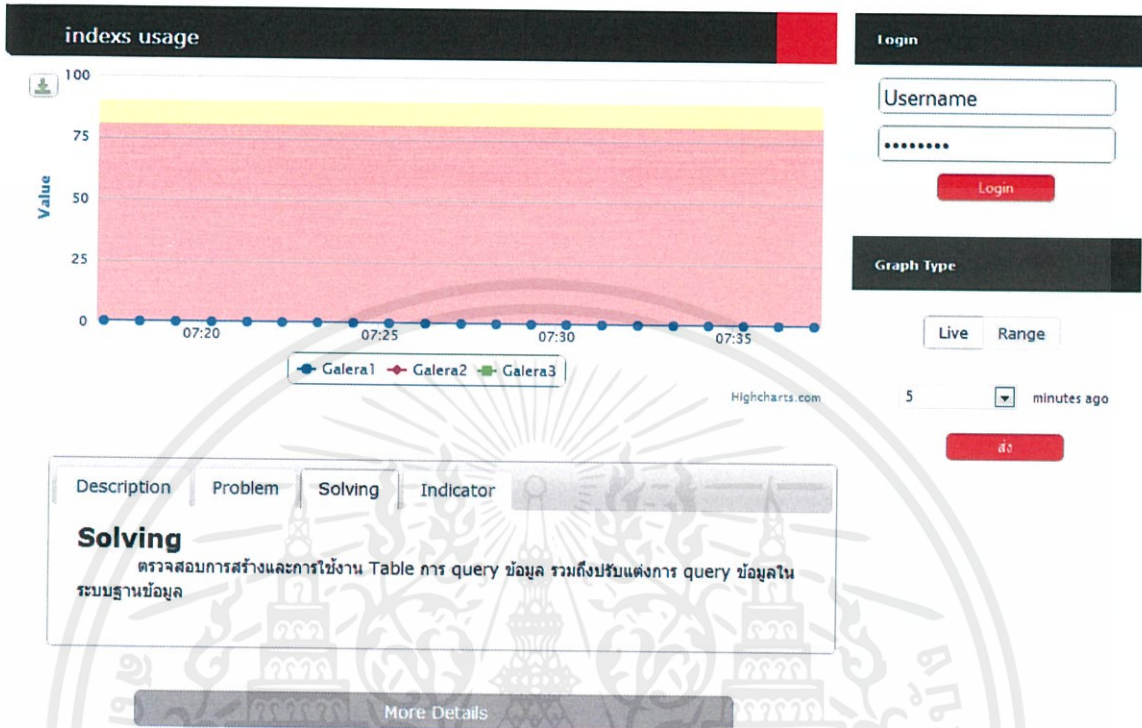 indexs usage
100
75
50
25
0
Value
07:20
07:25
07:30
07:35
Galera1
Galera2
Galera3
Highcharts.com
Login
Username
••••••••
Login
Graph Type
Live
Range
5
minutes ago
ส่ง
Description
Problem
Solving
Indicator
Solving
ตรวจสอบการสร้างและการใช้งาน Table การ query ข้อมูล รวมถึงปรับแต่งการ query ข้อมูลใน
ระบบฐานข้อมูล
More Details